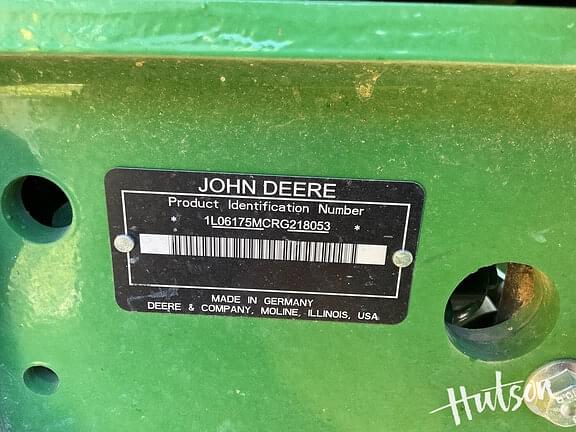 JOHN DEERE
Product Identification Number
* 1L06175MCRG218053 *
MADE IN GERMANY
DEERE & COMPANY, MOLINE, ILLINOIS, USA
Hutson